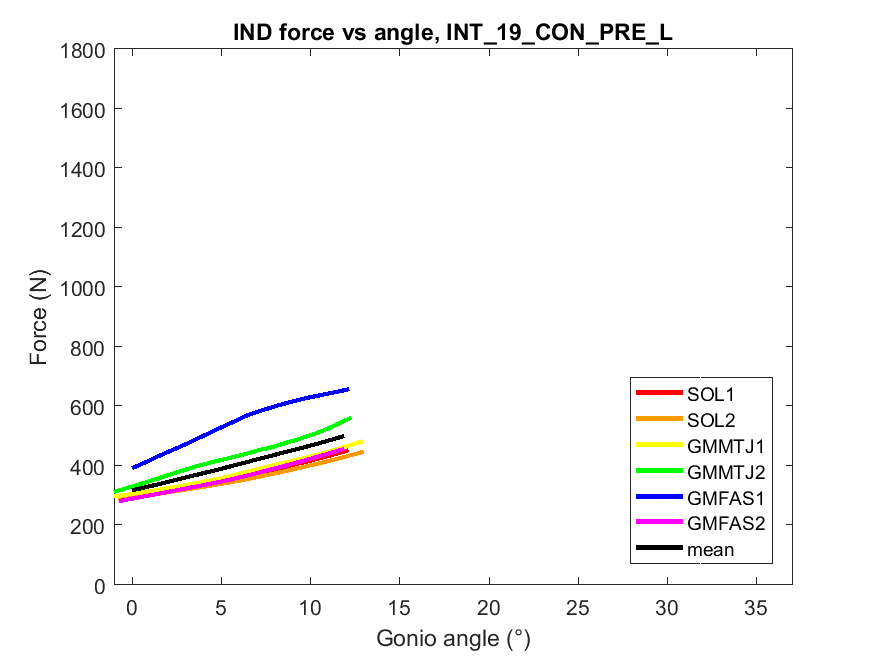 IND force vs angle, INT_19_CON_PRE_L
1800
1600
1400
1200
1000
800
600
400
200
0
Force (N)
0 5 10 15 20 25 30 35
Gonio angle (°)
SOL1
SOL2
GMMTJ1
GMMTJ2
GMFAS1
GMFAS2
mean